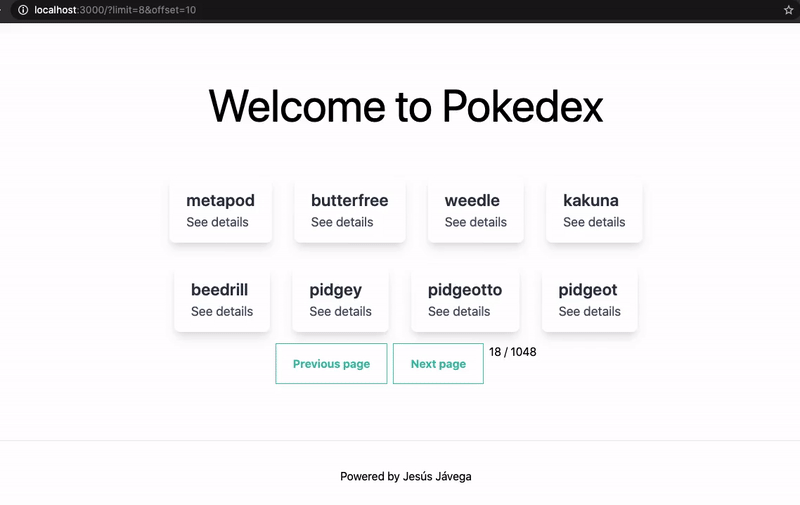 localhost:3000/?limit=8&offset=10
Welcome to Pokedex
metapod butterfree weedle kakuna
See details See details See details See details
beedrill pidgey pidgeotto pidgeot
See details See details See details See details
Previous page Next page 18 / 1048
Powered by Jesús Jávega